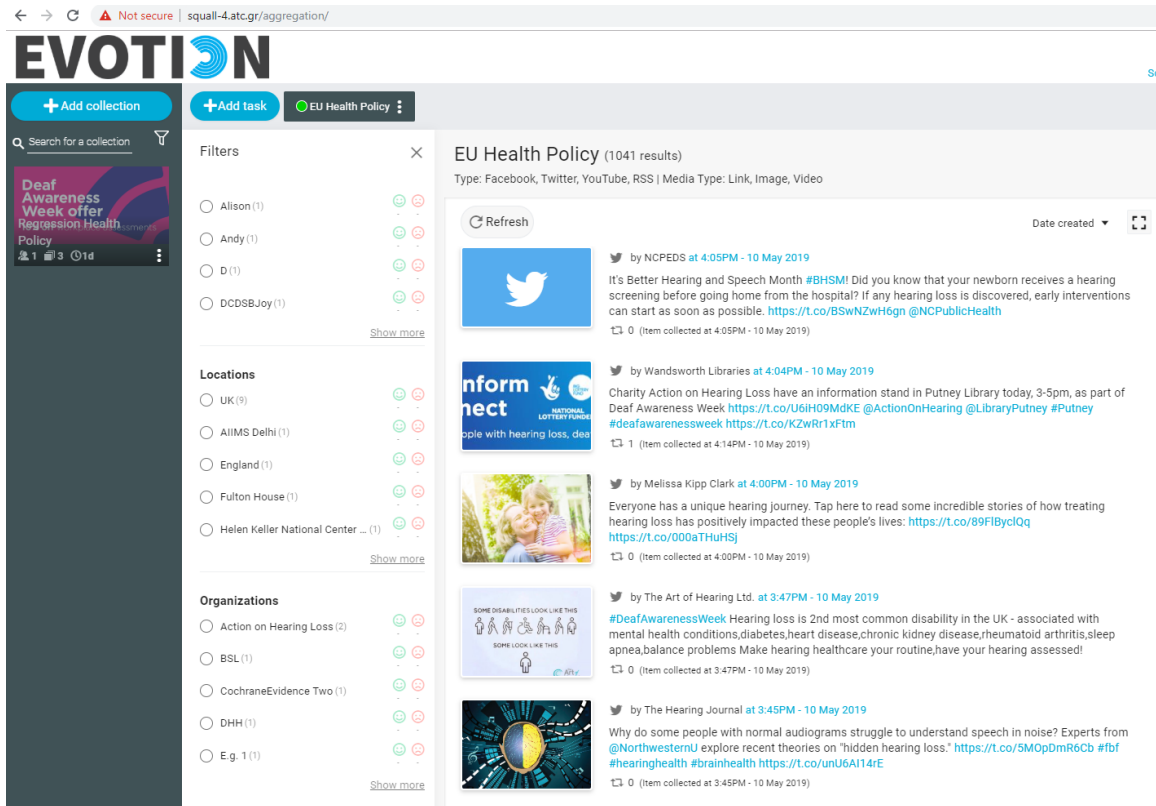 Not secure | squall-4.atc.gr/aggregation/
EVOTION
+Add collection
+Add task
EU Health Policy
Search for a collection
Deaf
Awareness
Week offer
Regression Health
Policy
1 3 1d
Filters
Alison (1)
Andy (1)
D (1)
DCDSBJoy (1)
Show more
Locations
UK (9)
AIIMS Delhi (1)
England (1)
Fulton House (1)
Helen Keller National Center ... (1)
Show more
Organizations
Action on Hearing Loss (2)
BSL (1)
CochraneEvidence Two (1)
DHH (1)
E.g. 1 (1)
Show more
EU Health Policy (1041 results)
Type: Facebook, Twitter, YouTube, RSS | Media Type: Link, Image, Video
Refresh
Date created
by NCPEDS at 4:05PM - 10 May 2019
It's Better Hearing and Speech Month #BHSM! Did you know that your newborn receives a hearing
screening before going home from the hospital? If any hearing loss is discovered, early interventions
can start as soon as possible. https://t.co/BSwNZwH6gn @NCPublicHealth
0 (Item collected at 4:05PM - 10 May 2019)
nform
nect
NATIONAL
LOTTERY FUNDED
ople with hearing loss, dea
by Wandsworth Libraries at 4:04PM - 10 May 2019
Charity Action on Hearing Loss have an information stand in Putney Library today, 3-5pm, as part of
Deaf Awareness Week https://t.co/U6iH09MdKE @ActionOnHearing @LibraryPutney #Putney
#deafawarenessweek https://t.co/KZwRr1xFtm
1 (Item collected at 4:14PM - 10 May 2019)
by Melissa Kipp Clark at 4:00PM - 10 May 2019
Everyone has a unique hearing journey. Tap here to read some incredible stories of how treating
hearing loss has positively impacted these people's lives: https://t.co/89FlByclQq
https://t.co/000aTHuHSj
0 (Item collected at 4:00PM - 10 May 2019)
SOME DISABILITIES LOOK LIKE THIS
SOME LOOK LIKE THIS
by The Art of Hearing Ltd. at 3:47PM - 10 May 2019
#DeafAwarenessWeek Hearing loss is 2nd most common disability in the UK - associated with
mental health conditions,diabetes,heart disease,chronic kidney disease,rheumatoid arthritis,sleep
apnea,balance problems Make hearing healthcare your routine,have your hearing assessed!
0 (Item collected at 3:47PM - 10 May 2019)
by The Hearing Journal at 3:45PM - 10 May 2019
Why do some people with normal audiograms struggle to understand speech in noise? Experts from
@NorthwesternU explore recent theories on "hidden hearing loss." https://t.co/5MOpDmR6Cb #fbf
#hearinghealth #brainhealth https://t.co/unU6AI14rE
0 (Item collected at 3:45PM - 10 May 2019)